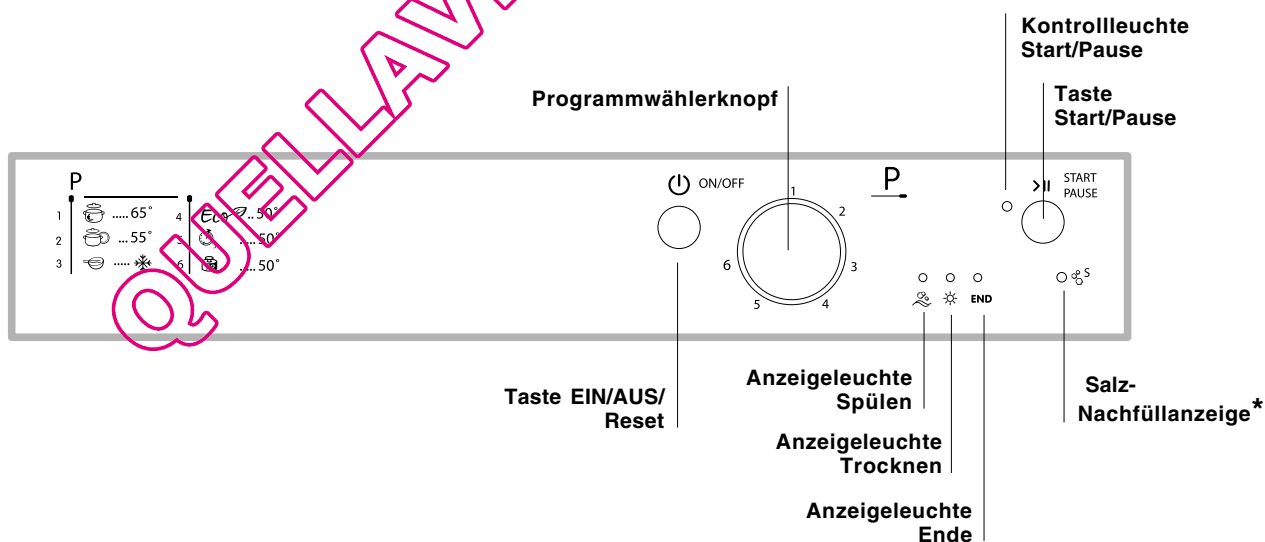 Kontrollleuchte
Start/Pause
Programmwählerknopf
Taste
Start/Pause
QUELLAV
P
1 ..... 65°
2 ... 55°
3 .....
4 Eco .. 50°
5 ..... 50°
6 ..... 50°
ON/OFF
P
1
2
3
4
5
6
START
PAUSE
END
S
Taste EIN/AUS/
Reset
Anzeigeleuchte
Spülen
Anzeigeleuchte
Trocknen
Anzeigeleuchte
Ende
Salz-
Nachfüllanzeige*